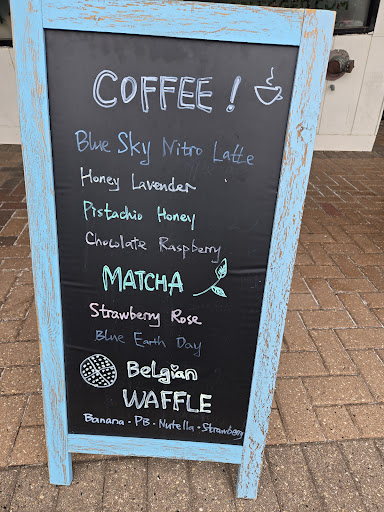 COFFEE!
Blue Sky Nitro Latte
Honey Lavender
Pistachio Honey
Chocolate Raspberry
MATCHA
Strawberry Rose
Blue Earth Day
Belgian
WAFFLE
Banana · PB · Nutella · Strawberry